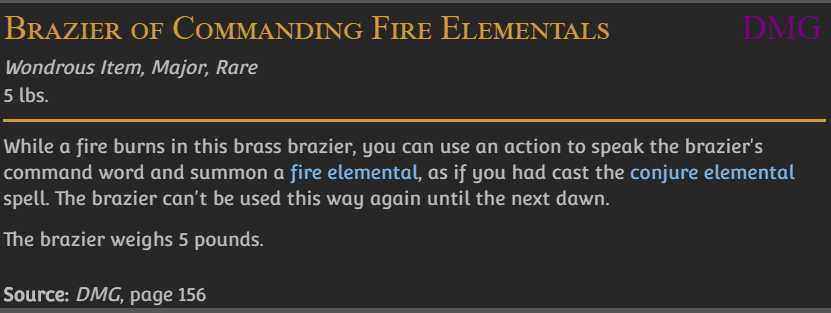 Brazier of Commanding Fire Elementals DMG
Wondrous Item, Major, Rare
5 lbs.
While a fire burns in this brass brazier, you can use an action to speak the brazier's
command word and summon a fire elemental, as if you had cast the conjure elemental
spell. The brazier can't be used this way again until the next dawn.
The brazier weighs 5 pounds.
Source: DMG, page 156